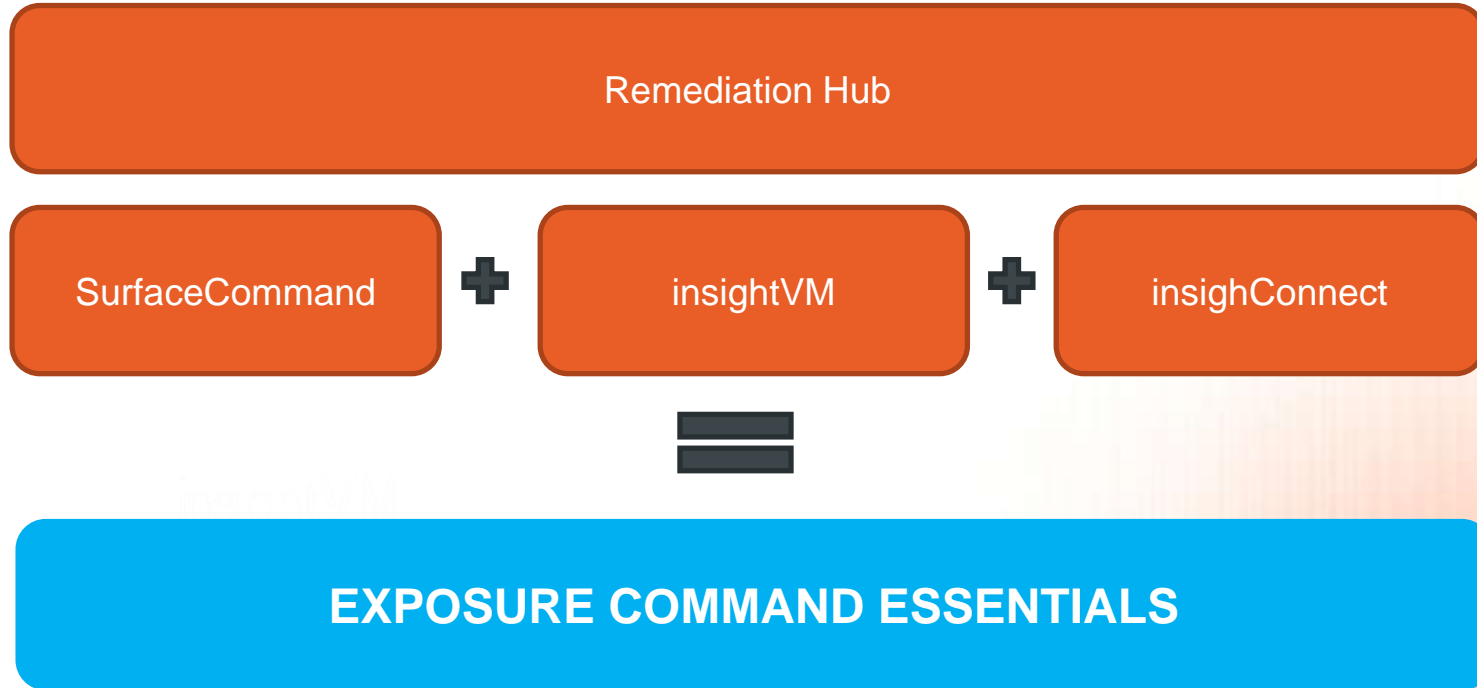 Remediation Hub
SurfaceCommand
insightVM
insighConnect
EXPOSURE COMMAND ESSENTIALS